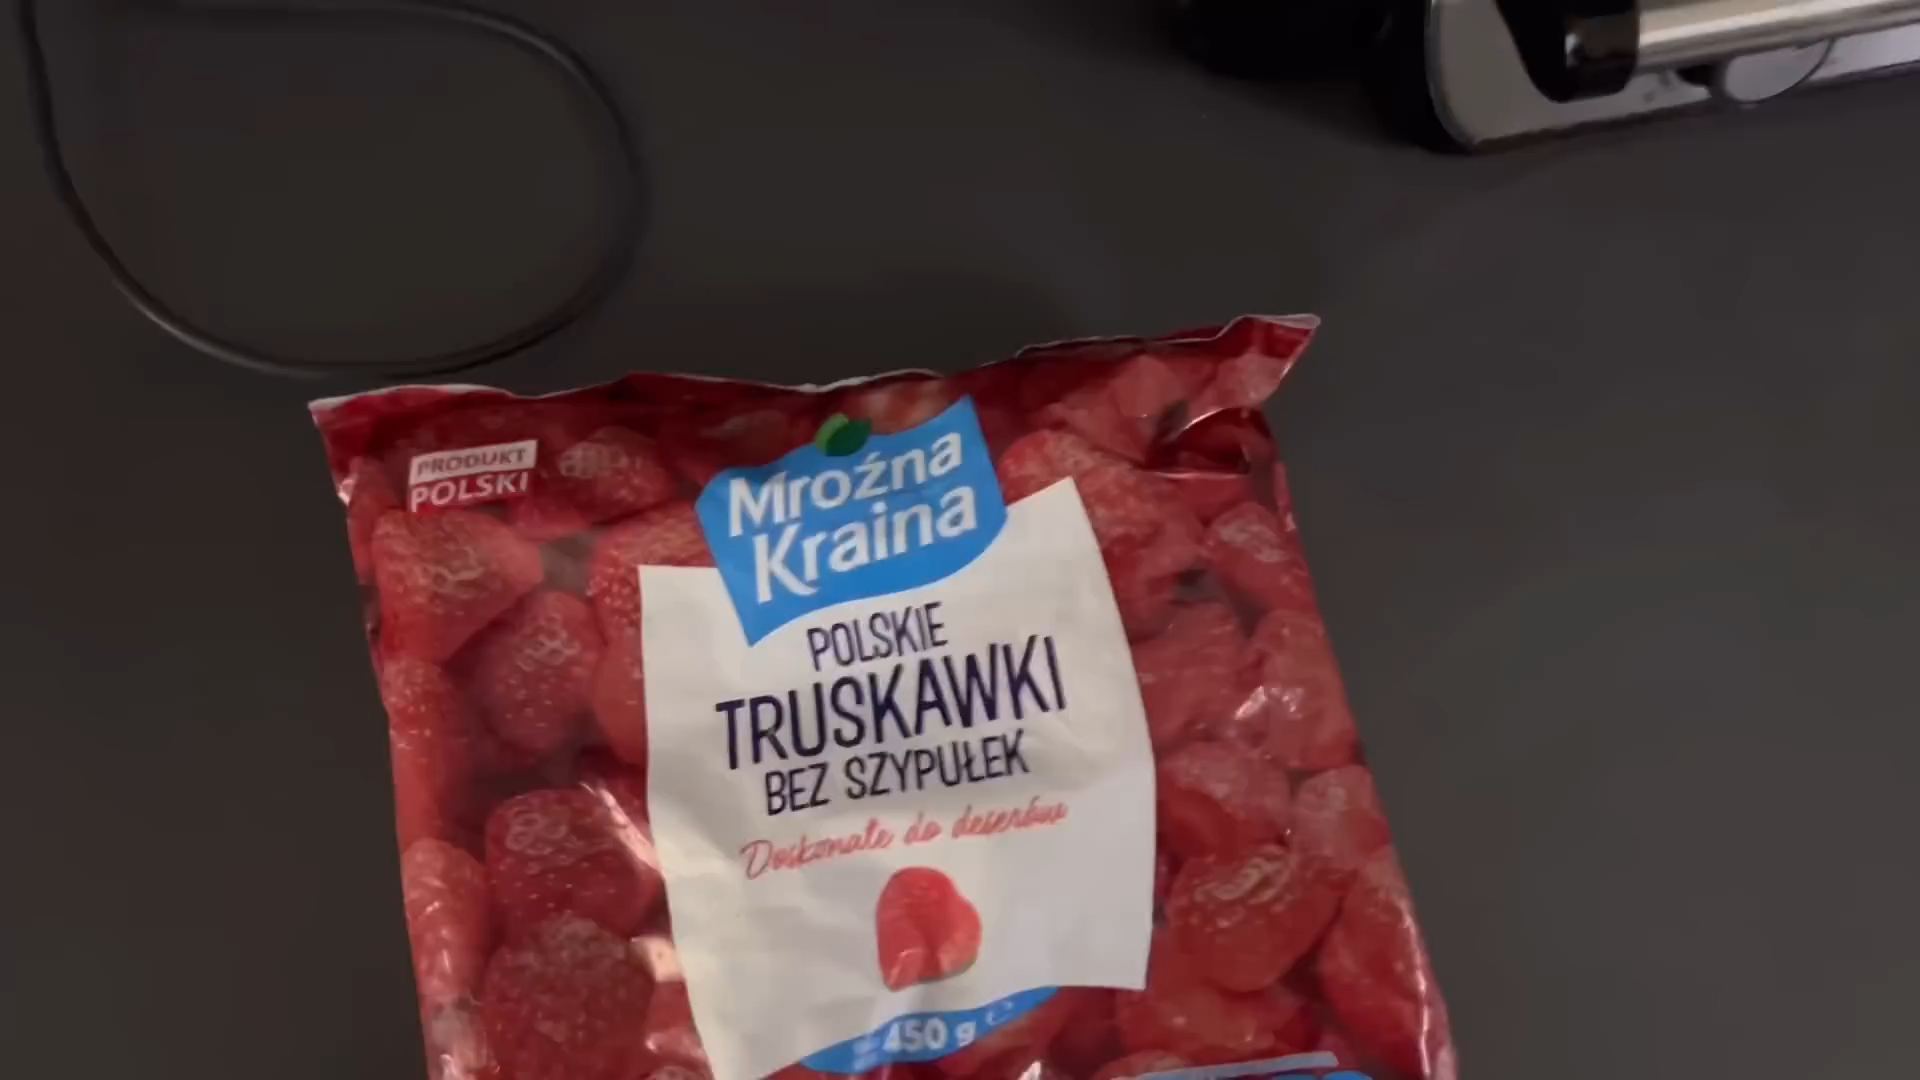 PRODUKT
POLSKI
Mroźna
Kraina
POLSKIE
TRUSKAWKI
BEZ SZYPUŁEK
Doskonałe do deserów
450 g e